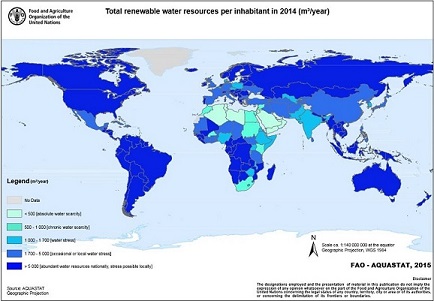 Food and Agriculture
Organization of the
United Nations
Total renewable water resources per inhabitant in 2014 (m³/year)
Legend (m³/year)
No Data
< 500 [absolute water scarcity]
500 - 1 000 [chronic water scarcity]
1 000 - 1 700 [water stress]
1 700 - 5 000 [occasional or local water stress]
> 5 000 [abundant water resources nationally, stress possible locally]
Source: AQUASTAT
Geographic Projection
N
Scale ca. 1:140 000 000 at the equator
Geographic Projection, WGS 1984
FAO - AQUASTAT, 2015
Disclaimer
The designations employed and the presentation of material in this publication do not imply the
expression of any opinion whatsoever on the part of the Food and Agriculture Organization of the
United Nations concerning the legal status of any country, territory, city or area or of its authorities,
or concerning the delimitation of its frontiers or boundaries.